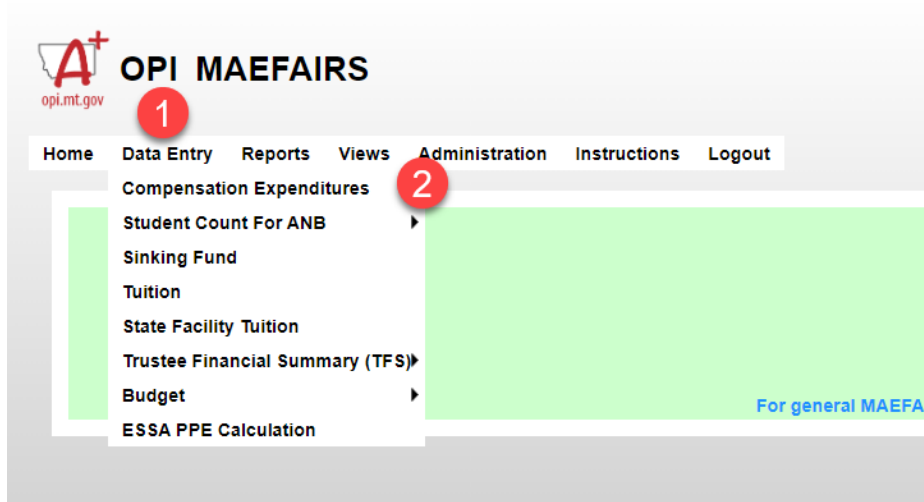 A+
OPI MAEFAIRS
opi.mt.gov
1
Home Data Entry Reports Views Administration Instructions Logout
Compensation Expenditures
2
Student Count For ANB
Sinking Fund
Tuition
State Facility Tuition
Trustee Financial Summary (TFS)
Budget
For general MAEFA
ESSA PPE Calculation